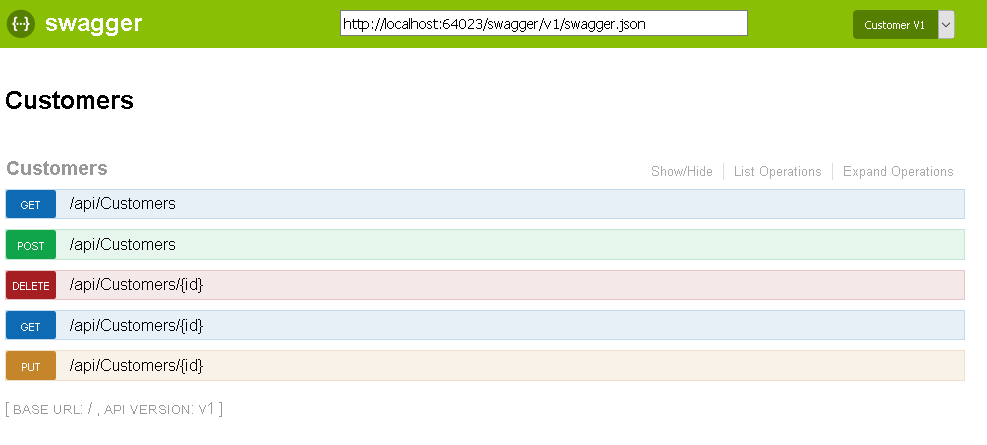 {···} swagger http://localhost:64023/swagger/v1/swagger.json Customer V1
Customers
Customers Show/Hide List Operations Expand Operations
GET /api/Customers
POST /api/Customers
DELETE /api/Customers/{id}
GET /api/Customers/{id}
PUT /api/Customers/{id}
[ BASE URL: / , API VERSION: V1 ]